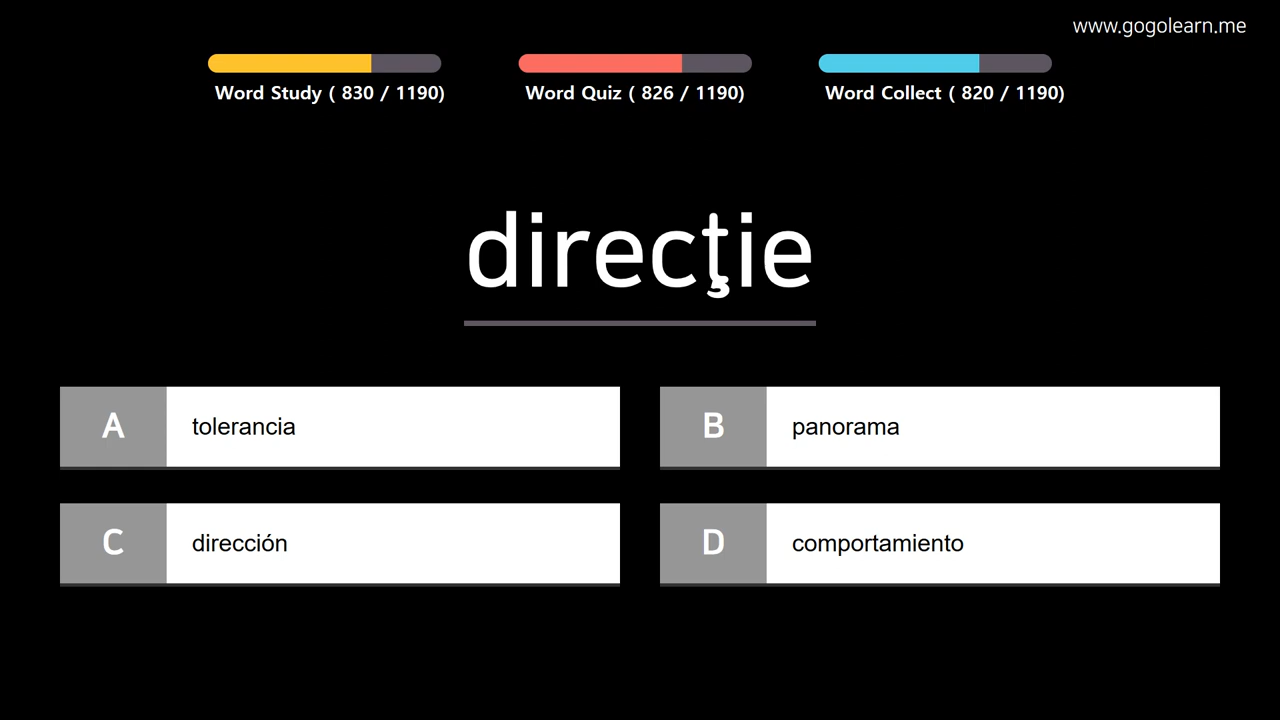 www.gogolearn.me
Word Study ( 830 / 1190)
Word Quiz ( 826 / 1190)
Word Collect ( 820 / 1190)
direcţie
A tolerancia
B panorama
C dirección
D comportamiento